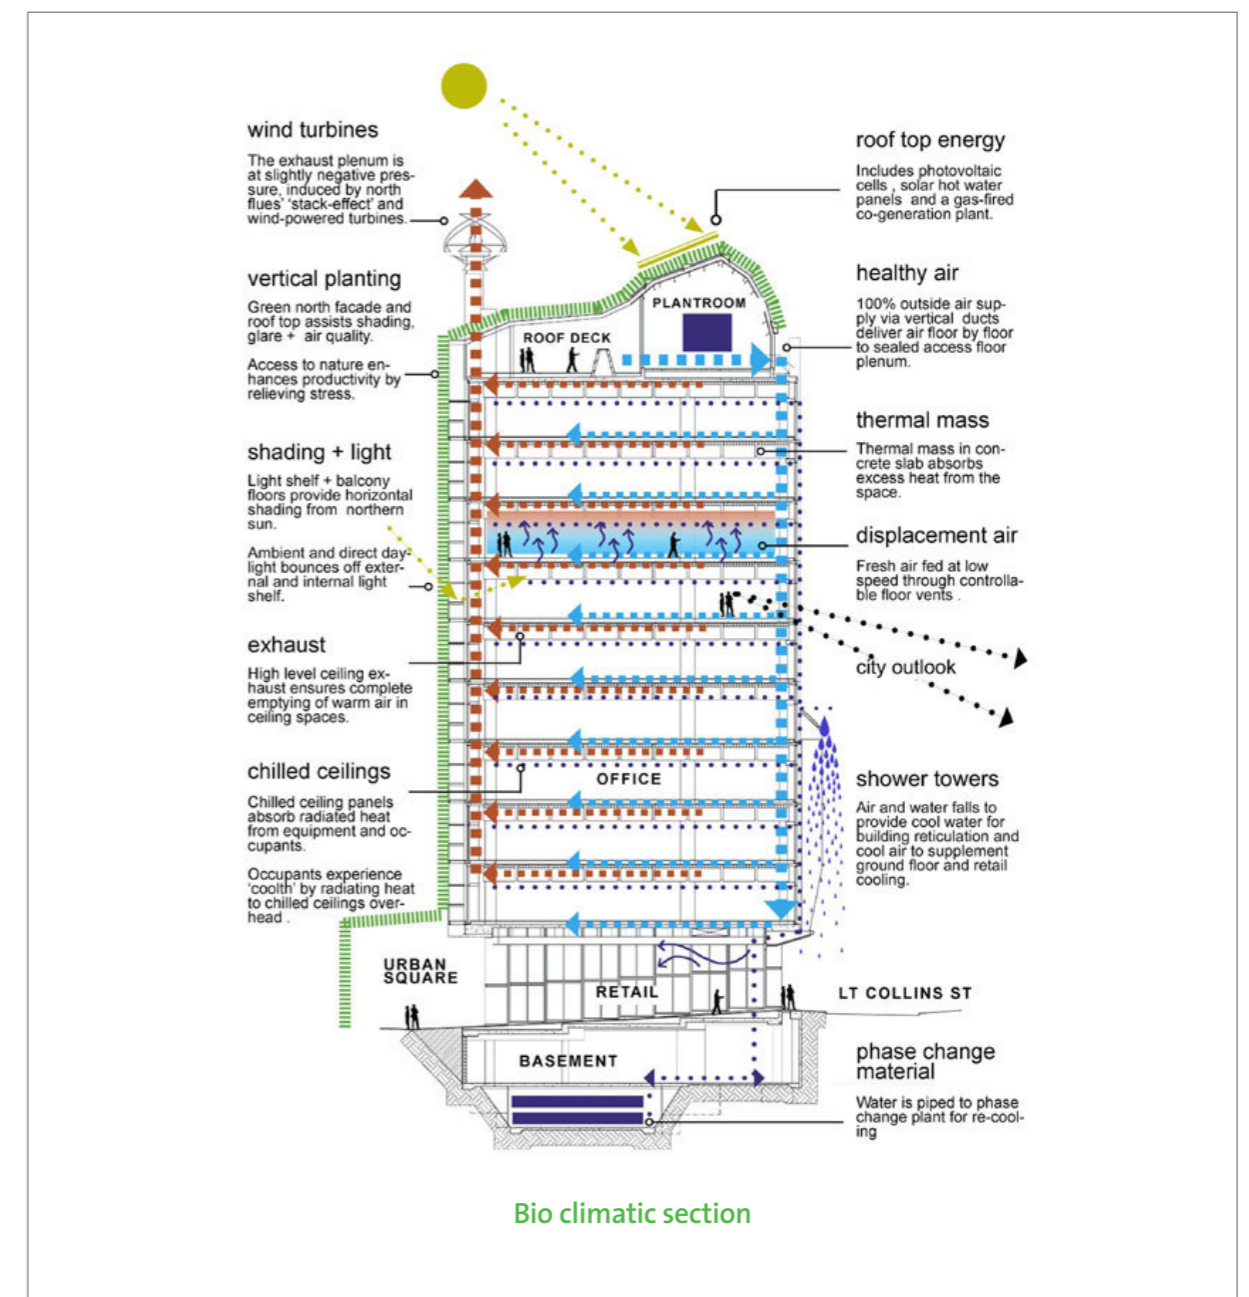 wind turbines
The exhaust plenum is
at slightly negative pres-
sure, induced by north
flues' 'stack-effect' and
wind-powered turbines.
vertical planting
Green north facade and
roof top assists shading,
glare + air quality.
Access to nature en-
hances productivity by
relieving stress.
shading + light
Light shelf + balcony
floors provide horizontal
shading from northern
sun.
Ambient and direct day-
light bounces off exter-
nal and internal light
shelf.
exhaust
High level ceiling ex-
haust ensures complete
emptying of warm air in
ceiling spaces.
chilled ceilings
Chilled ceiling panels
absorb radiated heat
from equipment and oc-
cupants.
Occupants experience
'coolth' by radiating heat
to chilled ceilings over-
head .
PLANTROOM
ROOF DECK
OFFICE
URBAN
SQUARE
RETAIL
LT COLLINS ST
BASEMENT
roof top energy
Includes photovoltaic
cells , solar hot water
panels and a gas-fired
co-generation plant.
healthy air
100% outside air sup-
ply via vertical ducts
deliver air floor by floor
to sealed access floor
plenum.
thermal mass
Thermal mass in con-
crete slab absorbs
excess heat from the
space.
displacement air
Fresh air fed at low
speed through controlla-
ble floor vents .
city outlook
shower towers
Air and water falls to
provide cool water for
building reticulation and
cool air to supplement
ground floor and retail
cooling.
phase change
material
Water is piped to phase
change plant for re-cool-
ing
Bio climatic section